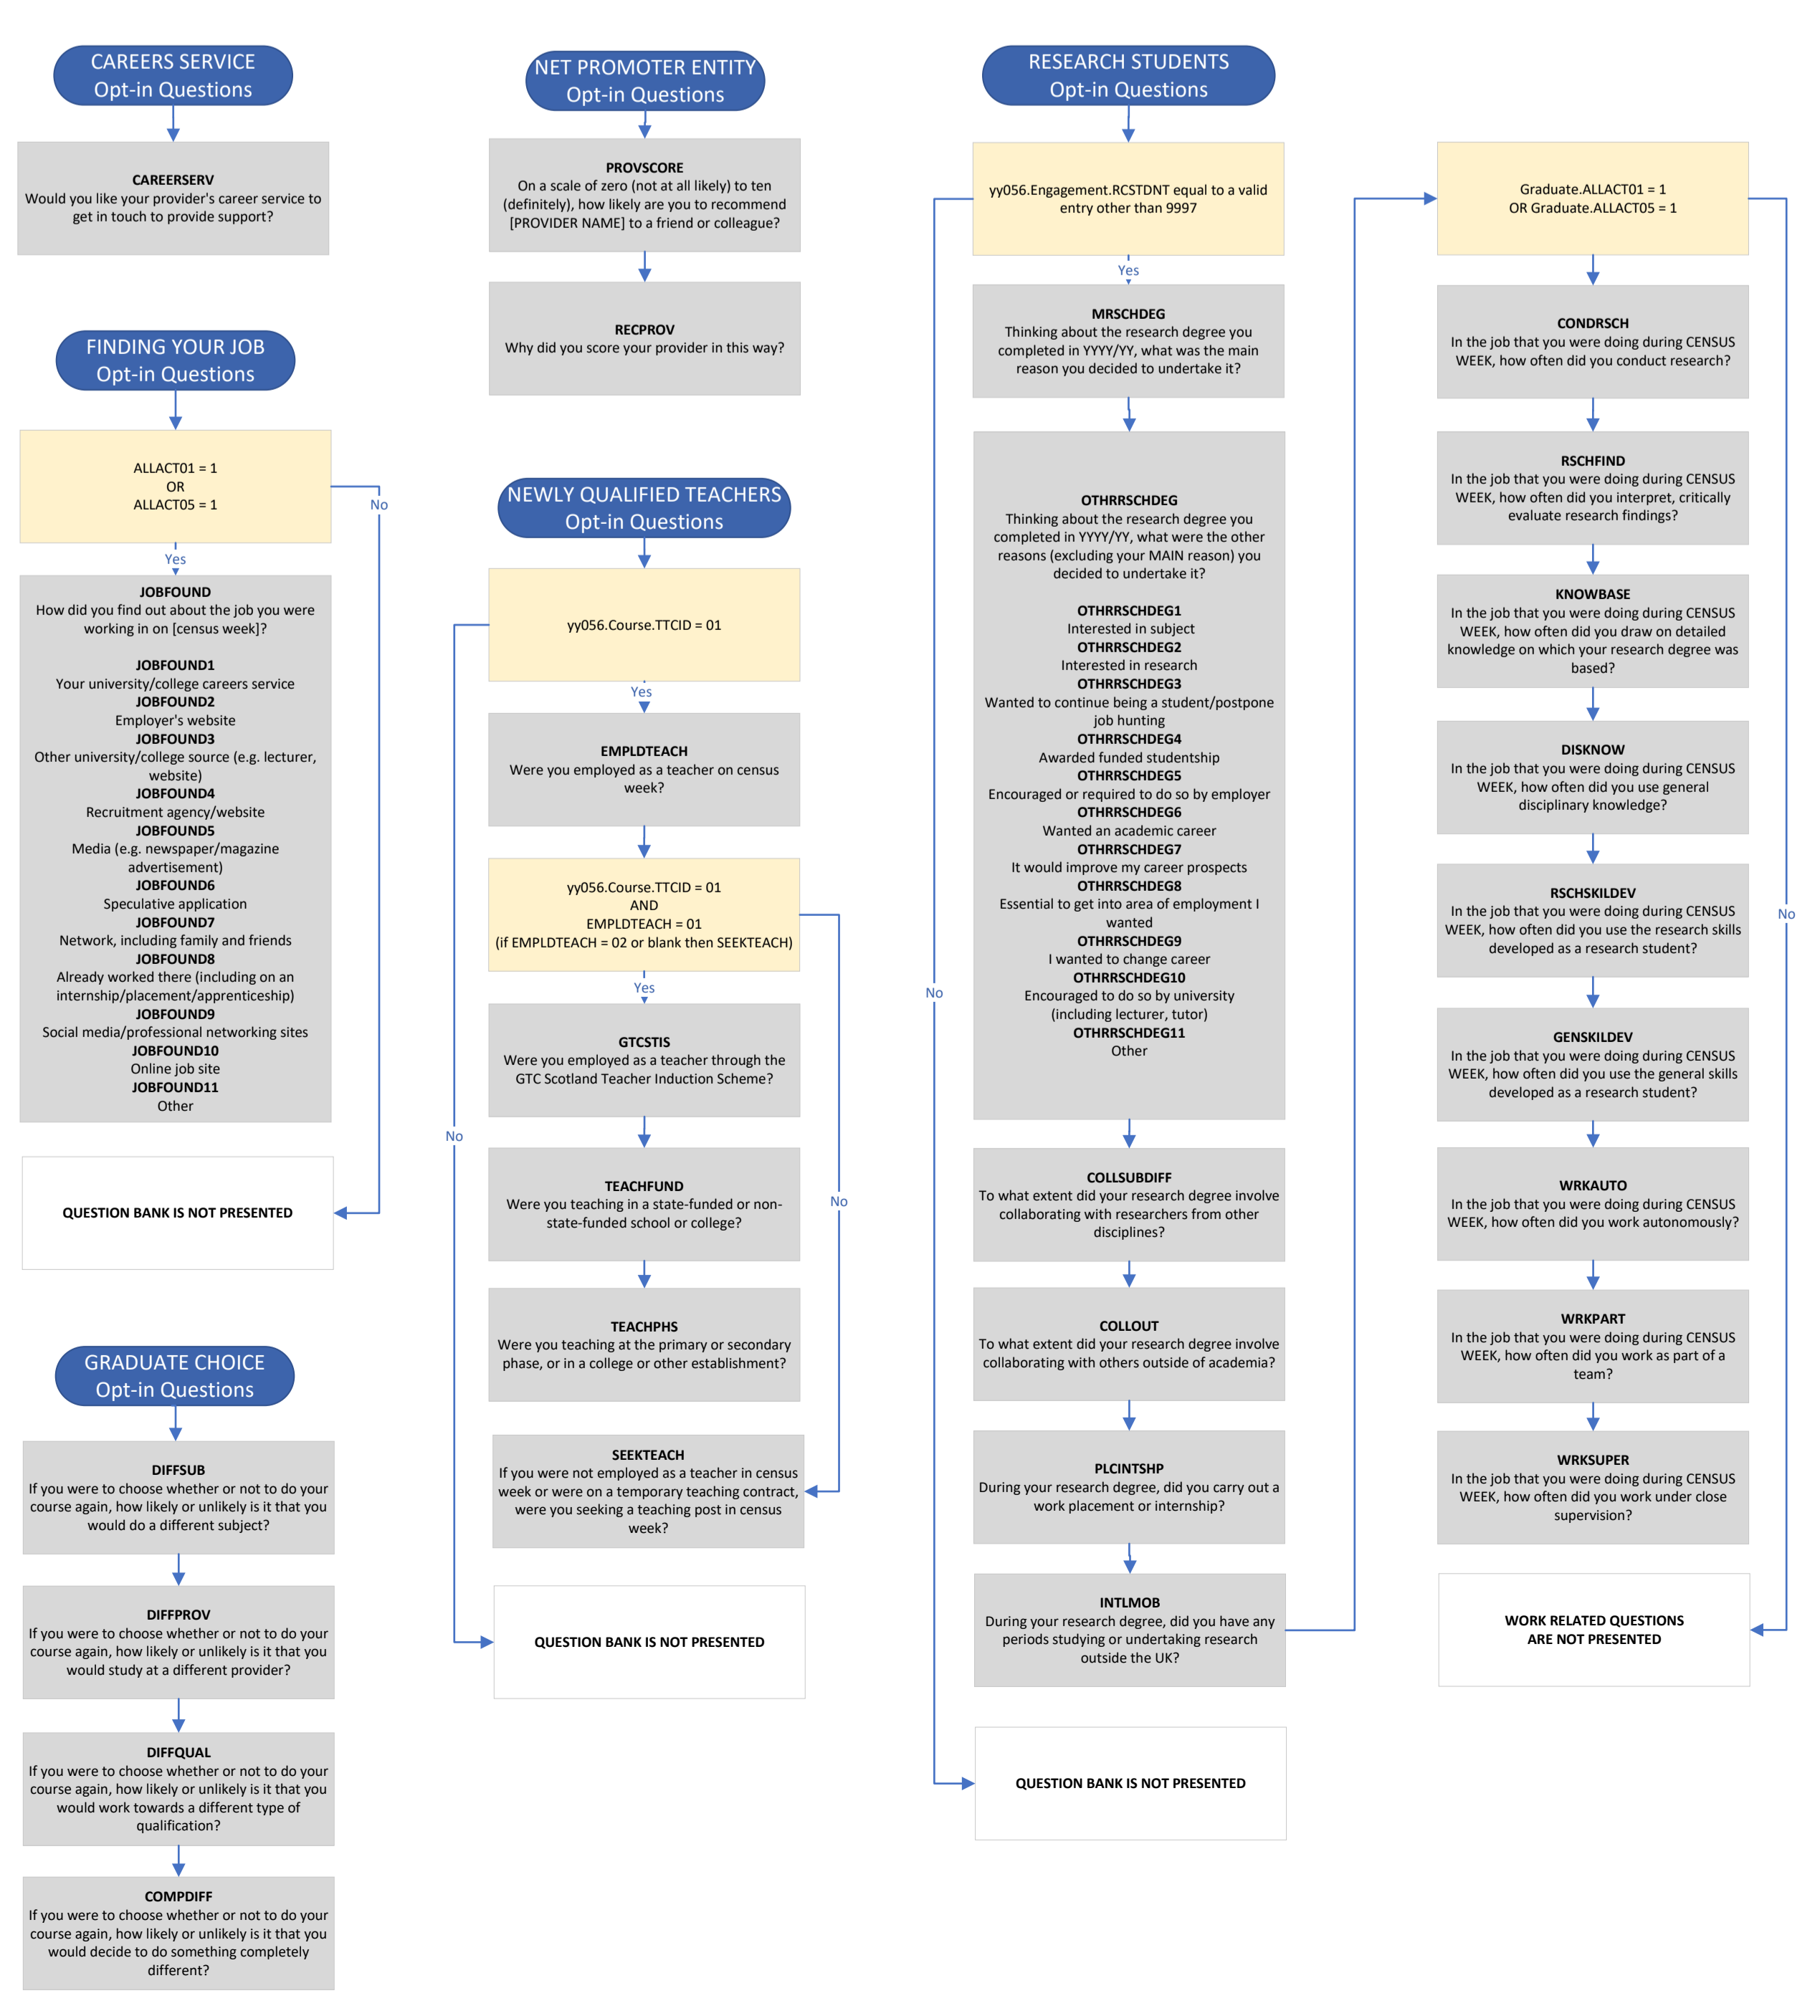 CAREERS SERVICE
Opt-in Questions
CAREERSERV
Would you like your provider's career service to
get in touch to provide support?
FINDING YOUR JOB
Opt-in Questions
ALLACT01 = 1
OR
ALLACT05 = 1
No
Yes
JOBFOUND
How did you find out about the job you were
working in on [census week]?
JOBFOUND1
Your university/college careers service
JOBFOUND2
Employer's website
JOBFOUND3
Other university/college source (e.g. lecturer,
website)
JOBFOUND4
Recruitment agency/website
JOBFOUND5
Media (e.g. newspaper/magazine
advertisement)
JOBFOUND6
Speculative application
JOBFOUND7
Network, including family and friends
JOBFOUND8
Already worked there (including on an
internship/placement/apprenticeship)
JOBFOUND9
Social media/professional networking sites
JOBFOUND10
Online job site
JOBFOUND11
Other
QUESTION BANK IS NOT PRESENTED
GRADUATE CHOICE
Opt-in Questions
DIFFSUB
If you were to choose whether or not to do your
course again, how likely or unlikely is it that you
would do a different subject?
DIFFPROV
If you were to choose whether or not to do your
course again, how likely or unlikely is it that you
would study at a different provider?
DIFFQUAL
If you were to choose whether or not to do your
course again, how likely or unlikely is it that you
would work towards a different type of
qualification?
COMPDIFF
If you were to choose whether or not to do your
course again, how likely or unlikely is it that you
would decide to do something completely
different?
NET PROMOTER ENTITY
Opt-in Questions
PROVSCORE
On a scale of zero (not at all likely) to ten
(definitely), how likely are you to recommend
[PROVIDER NAME] to a friend or colleague?
RECPROV
Why did you score your provider in this way?
NEWLY QUALIFIED TEACHERS
Opt-in Questions
yy056.Course.TTCID = 01
Yes
EMPLDTEACH
Were you employed as a teacher on census
week?
yy056.Course.TTCID = 01
AND
EMPLDTEACH = 01
(if EMPLDTEACH = 02 or blank then SEEKTEACH)
Yes
GTCSTIS
Were you employed as a teacher through the
GTC Scotland Teacher Induction Scheme?
No
TEACHFUND
Were you teaching in a state-funded or non-
state-funded school or college?
No
TEACHPHS
Were you teaching at the primary or secondary
phase, or in a college or other establishment?
SEEKTEACH
If you were not employed as a teacher in census
week or were on a temporary teaching contract,
were you seeking a teaching post in census
week?
QUESTION BANK IS NOT PRESENTED
RESEARCH STUDENTS
Opt-in Questions
yy056.Engagement.RCSTDNT equal to a valid
entry other than 9997
Yes
MRSCHDEG
Thinking about the research degree you
completed in YYYY/YY, what was the main
reason you decided to undertake it?
OTHRRSCHDEG
Thinking about the research degree you
completed in YYYY/YY, what were the other
reasons (excluding your MAIN reason) you
decided to undertake it?
OTHRRSCHDEG1
Interested in subject
OTHRRSCHDEG2
Interested in research
OTHRRSCHDEG3
Wanted to continue being a student/postpone
job hunting
OTHRRSCHDEG4
Awarded funded studentship
OTHRRSCHDEG5
Encouraged or required to do so by employer
OTHRRSCHDEG6
Wanted an academic career
OTHRRSCHDEG7
It would improve my career prospects
OTHRRSCHDEG8
Essential to get into area of employment I
wanted
OTHRRSCHDEG9
I wanted to change career
OTHRRSCHDEG10
Encouraged to do so by university
(including lecturer, tutor)
OTHRRSCHDEG11
Other
No
COLLSUBDIFF
To what extent did your research degree involve
collaborating with researchers from other
disciplines?
COLLOUT
To what extent did your research degree involve
collaborating with others outside of academia?
PLCINTSHP
During your research degree, did you carry out a
work placement or internship?
INTLMOB
During your research degree, did you have any
periods studying or undertaking research
outside the UK?
QUESTION BANK IS NOT PRESENTED
Graduate.ALLACT01 = 1
OR Graduate.ALLACT05 = 1
CONDRSCH
In the job that you were doing during CENSUS
WEEK, how often did you conduct research?
RSCHFIND
In the job that you were doing during CENSUS
WEEK, how often did you interpret, critically
evaluate research findings?
KNOWBASE
In the job that you were doing during CENSUS
WEEK, how often did you draw on detailed
knowledge on which your research degree was
based?
DISKNOW
In the job that you were doing during CENSUS
WEEK, how often did you use general
disciplinary knowledge?
RSCHSKILDEV
In the job that you were doing during CENSUS
WEEK, how often did you use the research skills
developed as a research student?
No
GENSKILDEV
In the job that you were doing during CENSUS
WEEK, how often did you use the general skills
developed as a research student?
WRKAUTO
In the job that you were doing during CENSUS
WEEK, how often did you work autonomously?
WRKPART
In the job that you were doing during CENSUS
WEEK, how often did you work as part of a
team?
WRKSUPER
In the job that you were doing during CENSUS
WEEK, how often did you work under close
supervision?
WORK RELATED QUESTIONS
ARE NOT PRESENTED